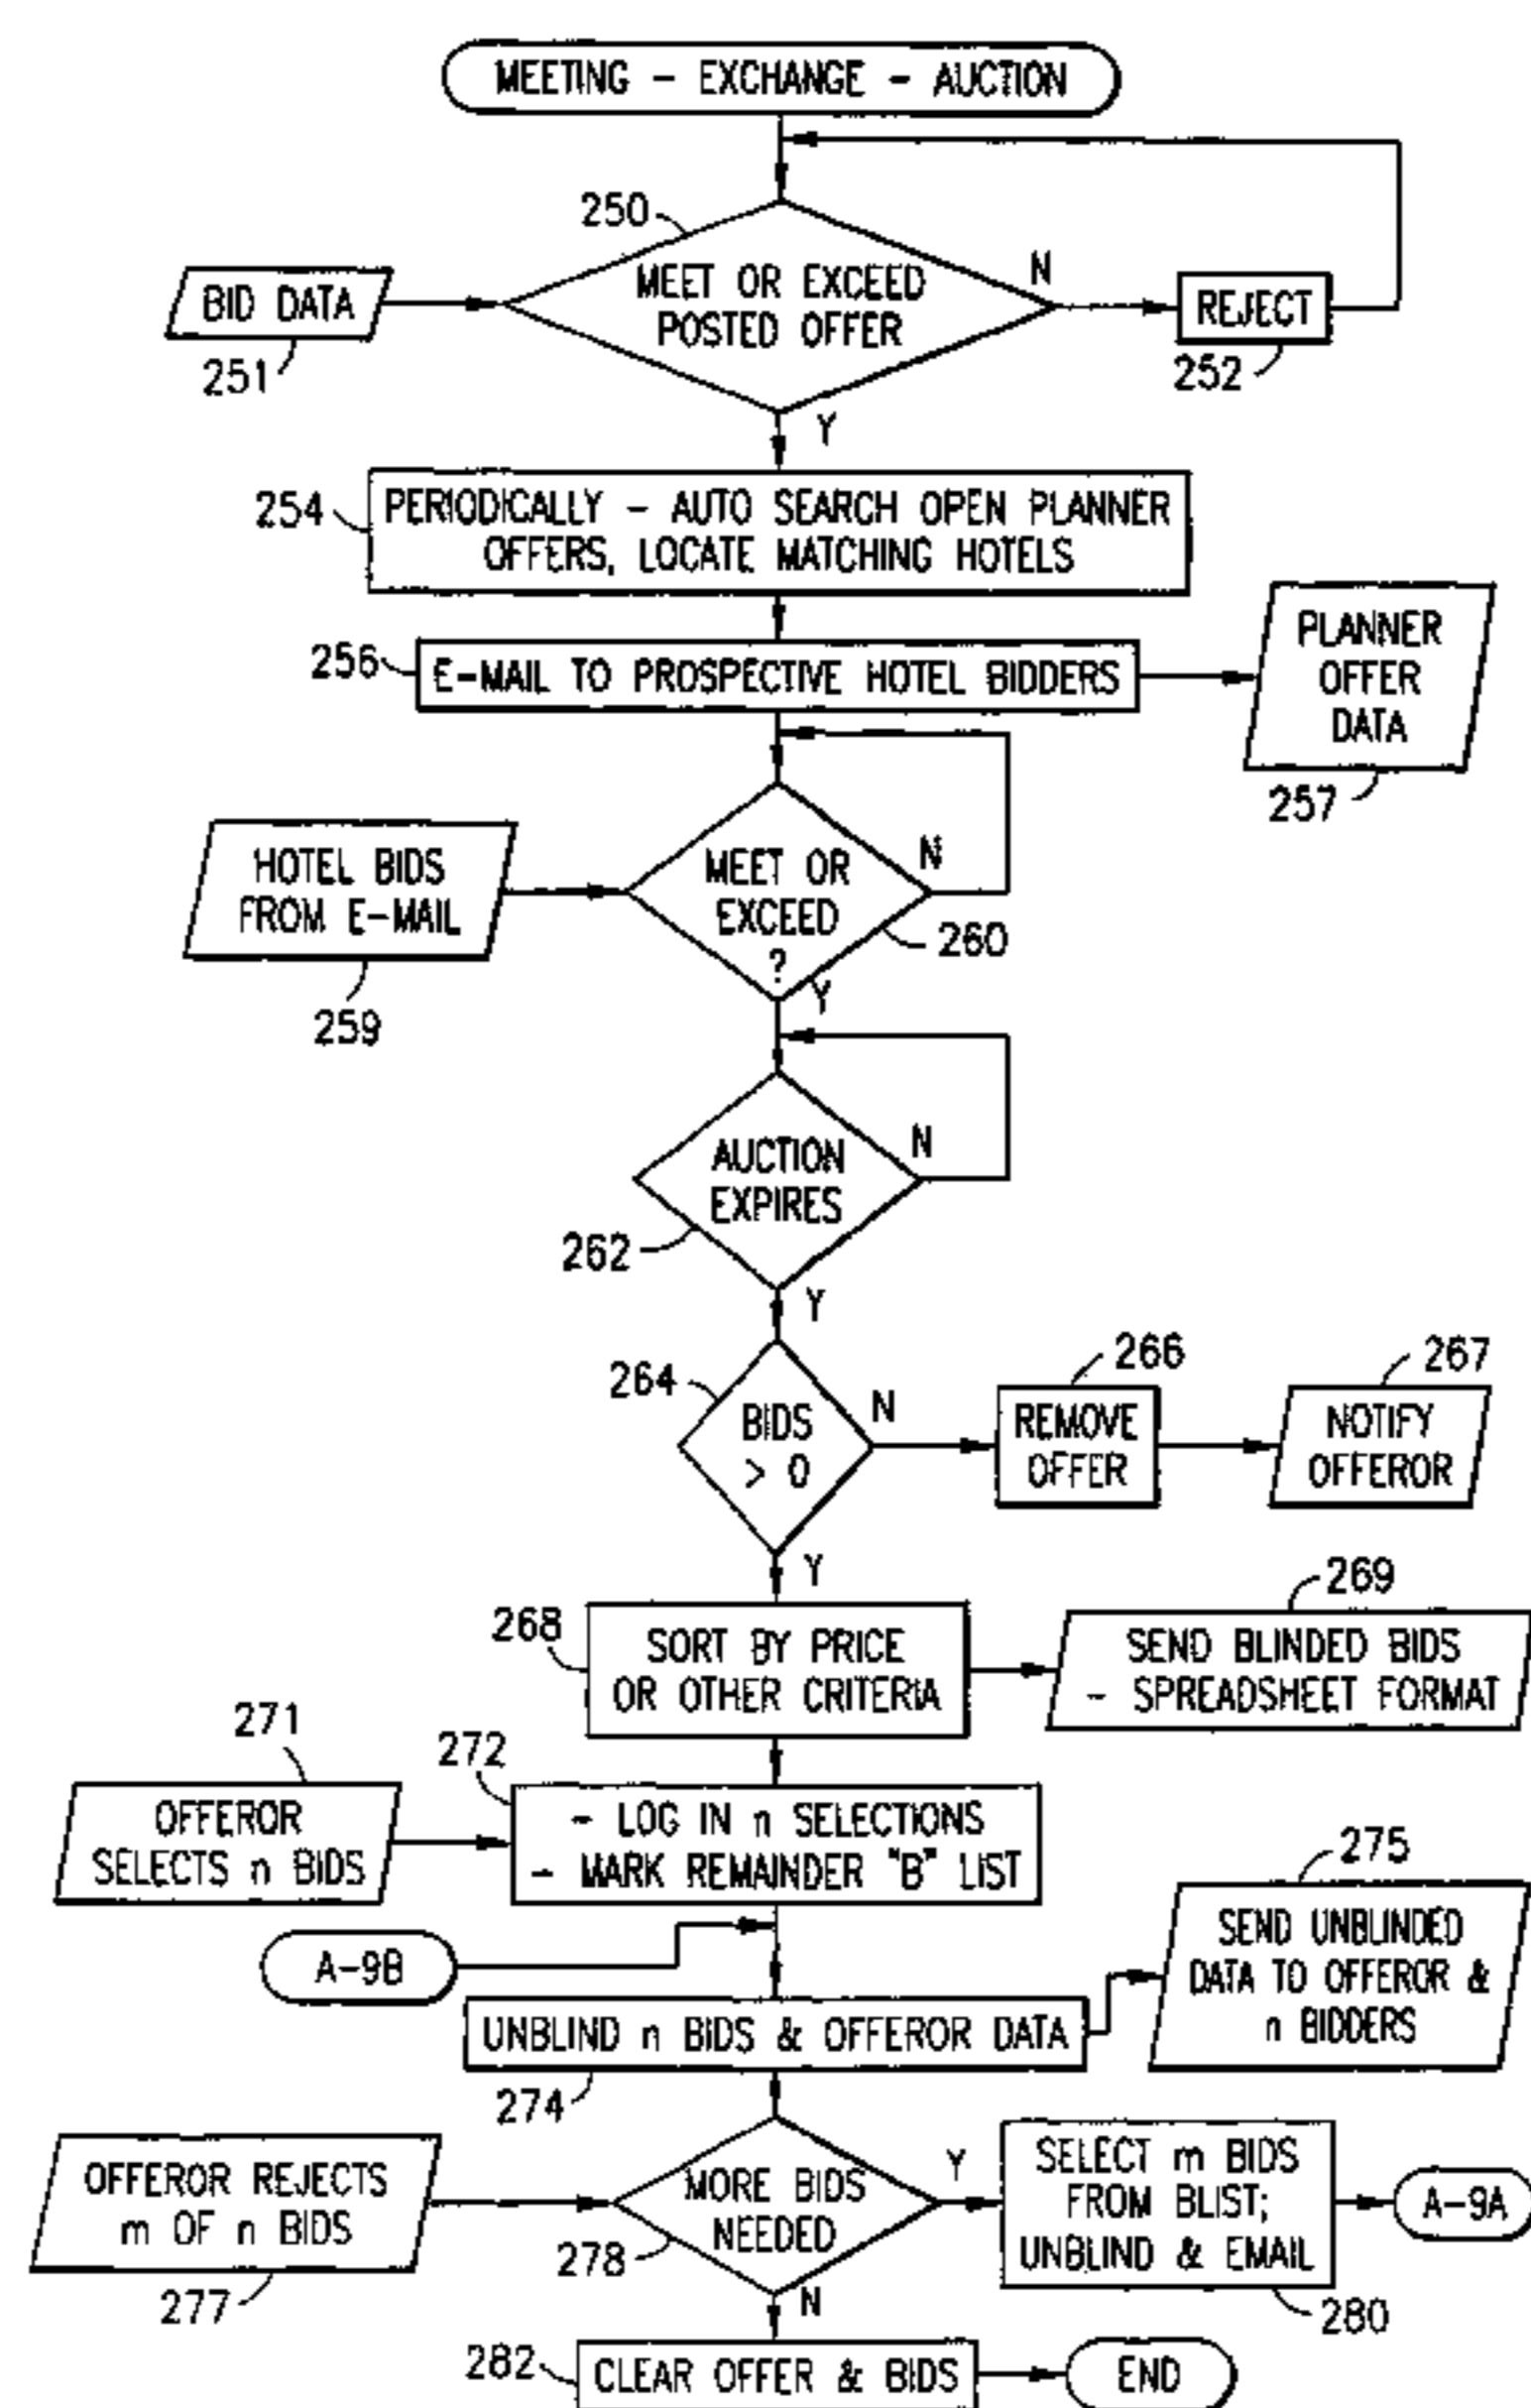 MEETING - EXCHANGE - AUCTION
250
MEET OR EXCEED
POSTED OFFER
N
BID DATA
251
REJECT
252
Y
254
PERIODICALLY - AUTO SEARCH OPEN PLANNER
OFFERS, LOCATE MATCHING HOTELS
256
E-MAIL TO PROSPECTIVE HOTEL BIDDERS
PLANNER
OFFER
DATA
257
HOTEL BIDS
FROM E-MAIL
259
MEET OR
EXCEED
?
N
260
Y
AUCTION
EXPIRES
N
262
Y
264
BIDS
> 0
N
266
REMOVE
OFFER
267
NOTIFY
OFFEROR
Y
268
SORT BY PRICE
OR OTHER CRITERIA
269
SEND BLINDED BIDS
- SPREADSHEET FORMAT
271
OFFEROR
SELECTS n BIDS
272
- LOG IN n SELECTIONS
- MARK REMAINDER "B" LIST
275
SEND UNBLINDED
DATA TO OFFEROR &
n BIDDERS
A-9B
UNBLIND n BIDS & OFFEROR DATA
274
OFFEROR REJECTS
m OF n BIDS
277
MORE BIDS
NEEDED
278
Y
SELECT m BIDS
FROM BLIST;
UNBLIND & EMAIL
280
A-9A
N
282
CLEAR OFFER & BIDS
END